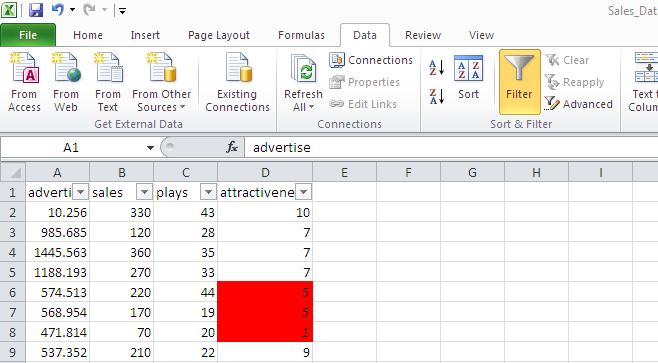 Sales_Dat
File Home Insert Page Layout Formulas Data Review View
From Access From Web From Text From Other Sources Existing Connections Refresh All Connections Properties Edit Links Sort Filter Clear Reapply Advanced Text to Colum
Get External Data Connections Sort & Filter
A1 fx advertise
A B C D E F G H I
1 adverti sales plays attractivene
2 10.256 330 43 10
3 985.685 120 28 7
4 1445.563 360 35 7
5 1188.193 270 33 7
6 574.513 220 44 5
7 568.954 170 19 5
8 471.814 70 20 1
9 537.352 210 22 9